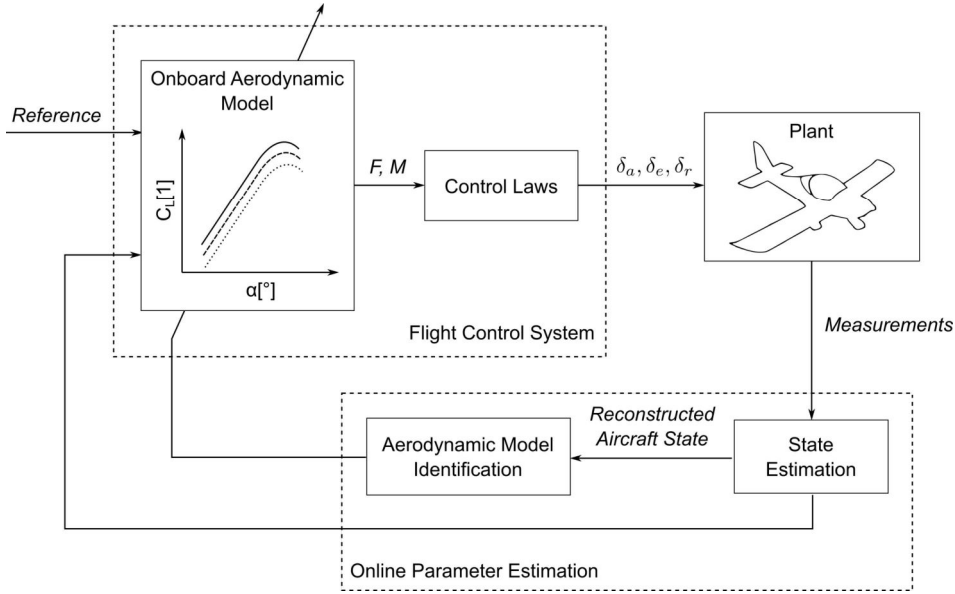 Onboard Aerodynamic
Model
Reference
C_L[1]
α[°]
F, M
Control Laws
δ_a, δ_e, δ_r
Plant
Flight Control System
Measurements
Reconstructed
Aircraft State
Aerodynamic Model
Identification
State
Estimation
Online Parameter Estimation